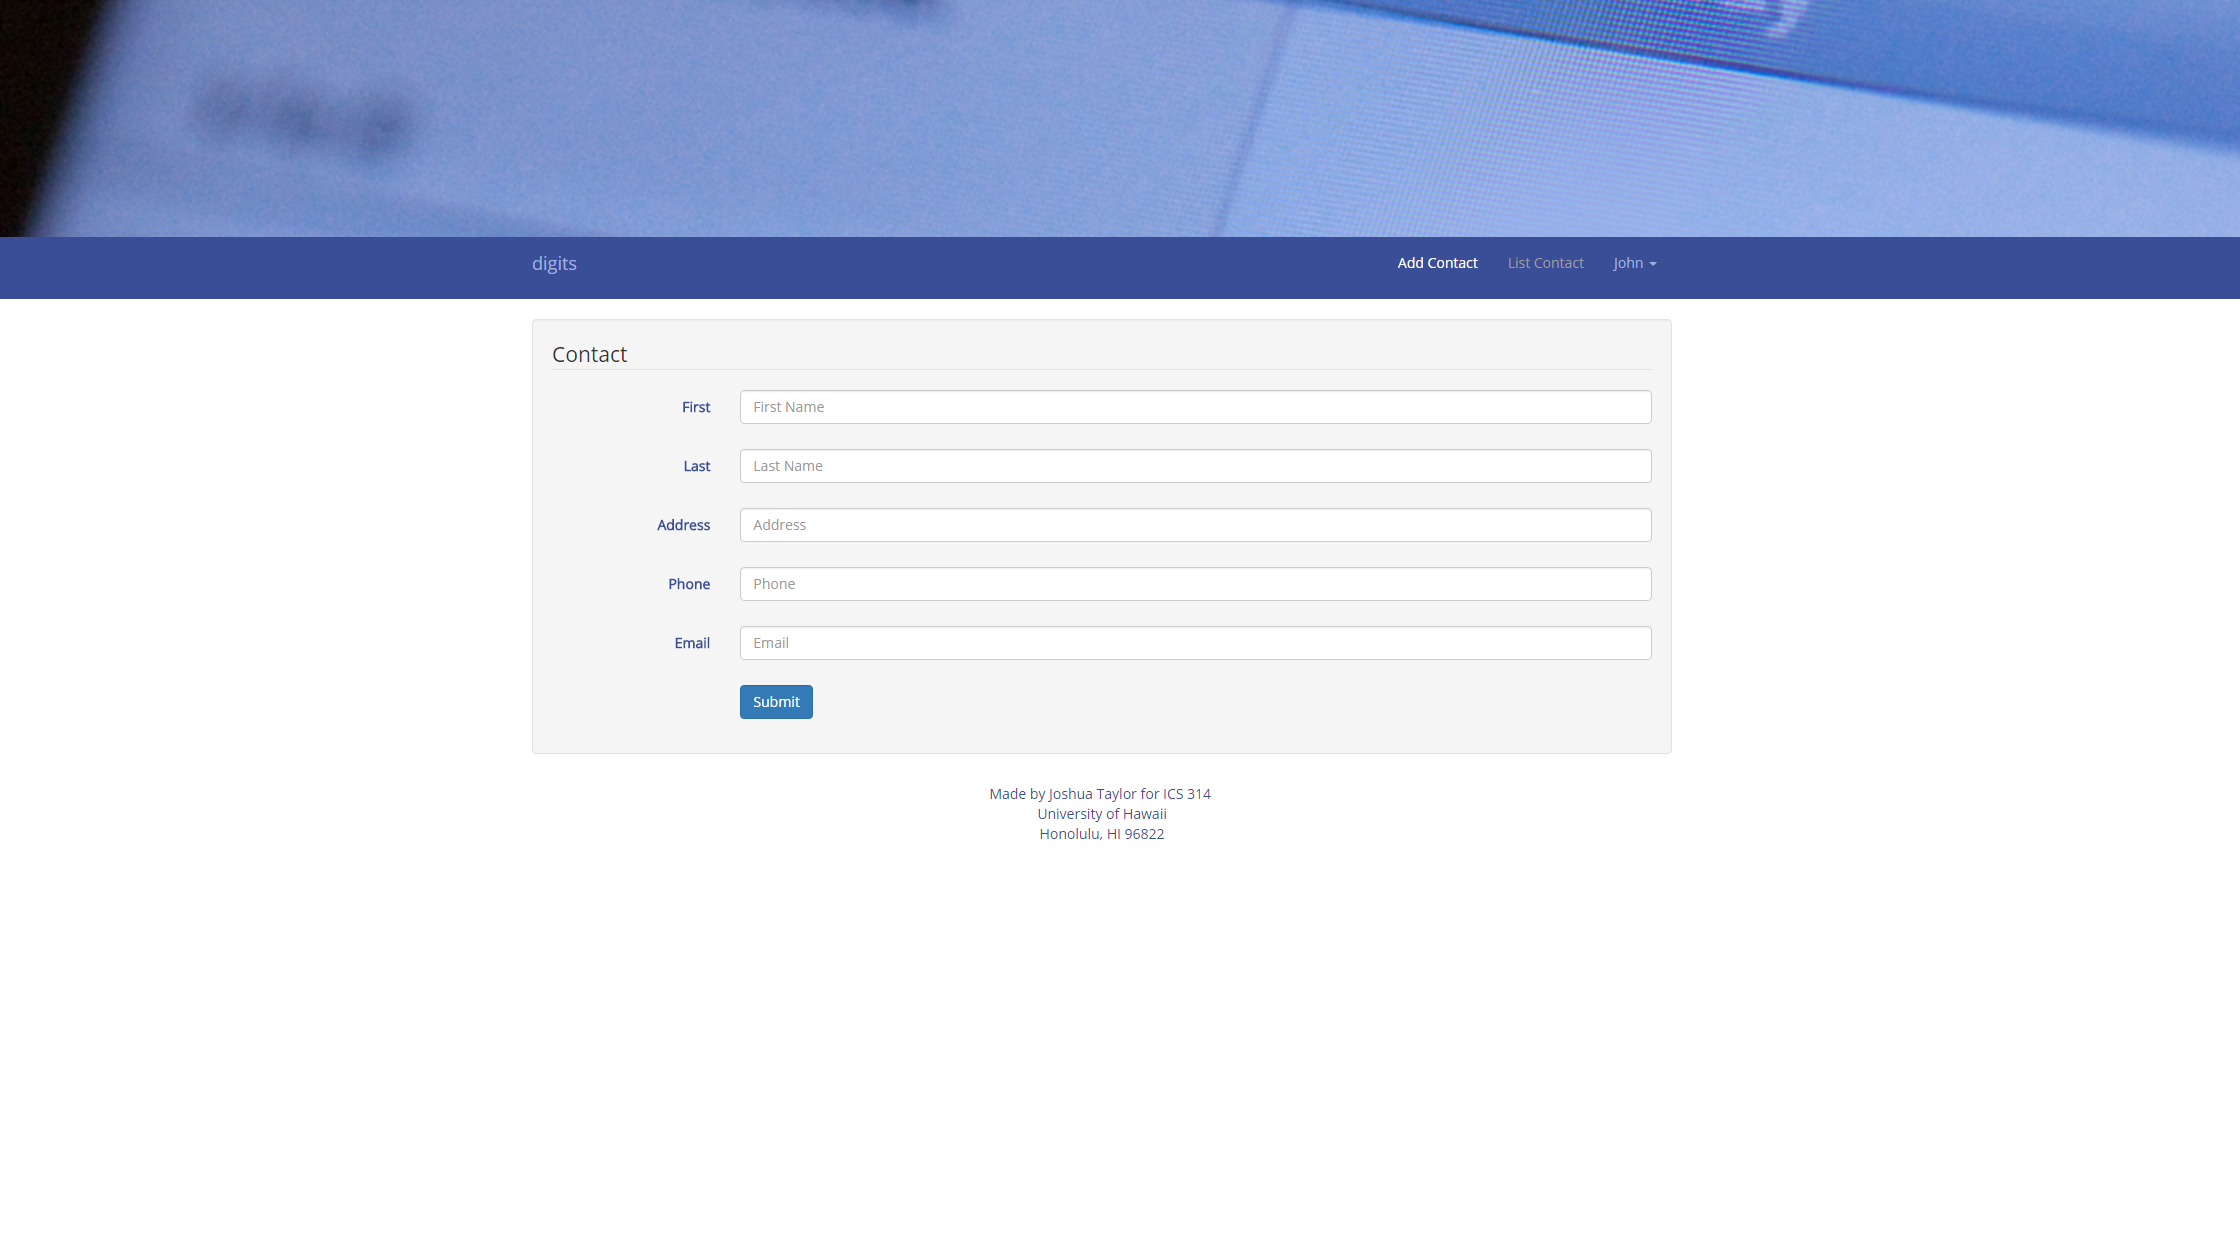 digits
Add Contact
List Contact
John
Contact
First
First Name
Last
Last Name
Address
Address
Phone
Phone
Email
Email
Submit
Made by Joshua Taylor for ICS 314
University of Hawaii
Honolulu, HI 96822